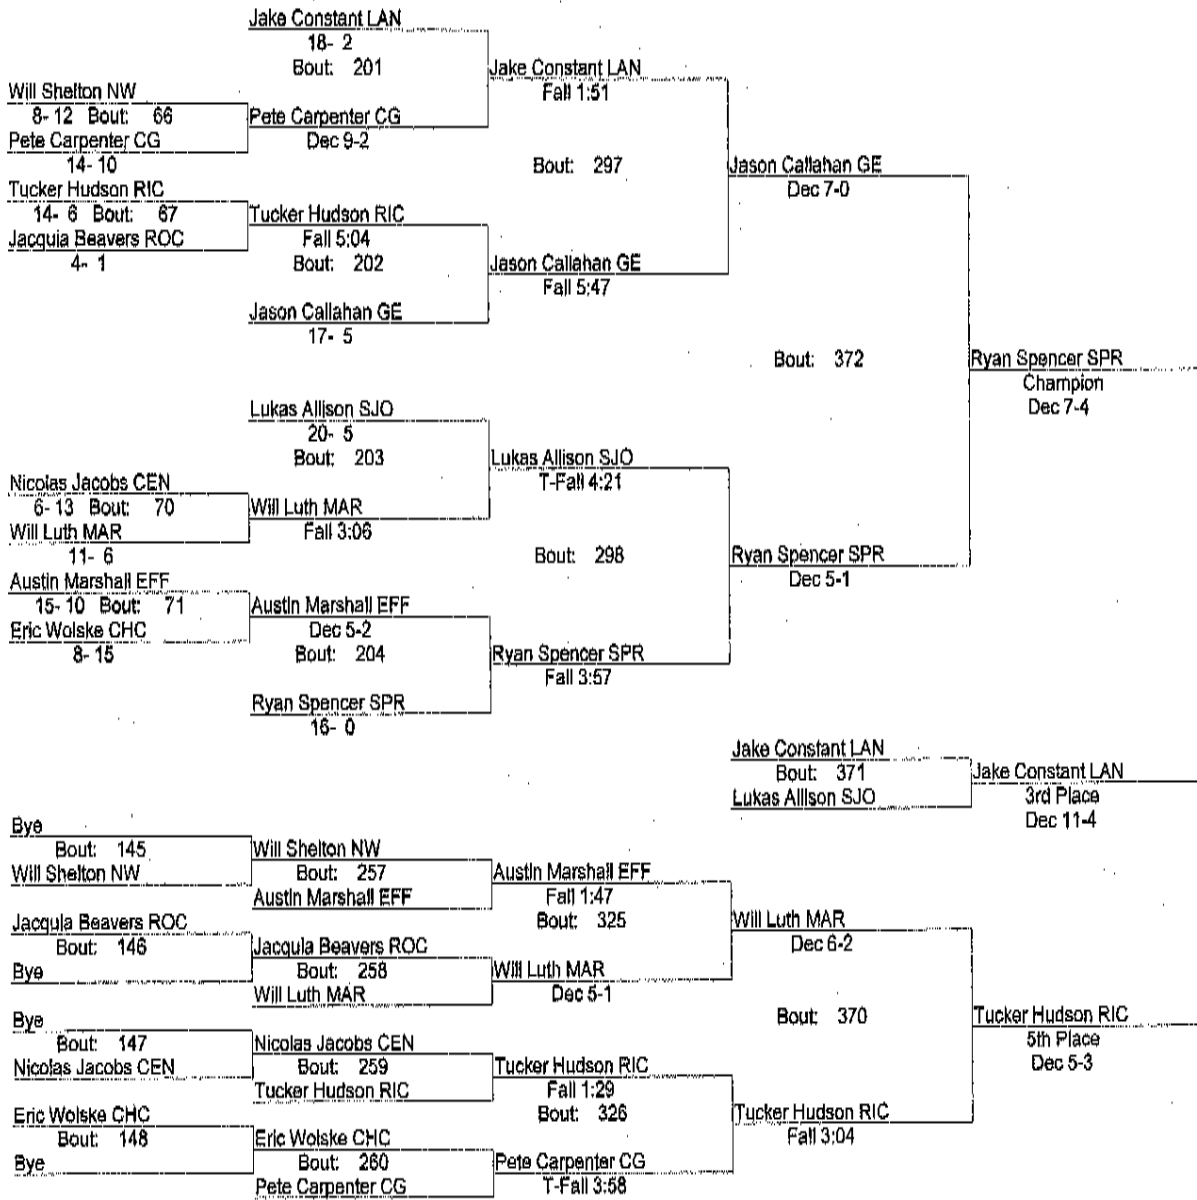 Jake Constant LAN
18- 2
Bout: 201
Jake Constant LAN
Fall 1:51
Will Shelton NW
8- 12 Bout: 66
Pete Carpenter CG
14- 10
Pete Carpenter CG
Dec 9-2
Bout: 297
Jason Callahan GE
Dec 7-0
Tucker Hudson RIC
14- 6 Bout: 67
Jacquia Beavers ROC
4- 1
Tucker Hudson RIC
Fall 5:04
Bout: 202
Jason Callahan GE
Fall 5:47
Jason Callahan GE
17- 5
Bout: 372
Ryan Spencer SPR
Champion
Dec 7-4
Lukas Allison SJO
20- 5
Bout: 203
Lukas Allison SJO
T-Fall 4:21
Nicolas Jacobs CEN
6- 13 Bout: 70
Will Luth MAR
11- 6
Will Luth MAR
Fall 3:06
Bout: 298
Ryan Spencer SPR
Dec 5-1
Austin Marshall EFF
15- 10 Bout: 71
Eric Wolske CHC
8- 15
Austin Marshall EFF
Dec 5-2
Bout: 204
Ryan Spencer SPR
Fall 3:57
Ryan Spencer SPR
16- 0
Jake Constant LAN
Bout: 371
Lukas Allison SJO
Jake Constant LAN
3rd Place
Dec 11-4
Bye
Bout: 145
Will Shelton NW
Will Shelton NW
Bout: 257
Austin Marshall EFF
Austin Marshall EFF
Fall 1:47
Bout: 325
Jacquia Beavers ROC
Bout: 146
Bye
Jacquia Beavers ROC
Bout: 258
Will Luth MAR
Will Luth MAR
Dec 5-1
Will Luth MAR
Dec 6-2
Bout: 370
Tucker Hudson RIC
5th Place
Dec 5-3
Bye
Bout: 147
Nicolas Jacobs CEN
Nicolas Jacobs CEN
Bout: 259
Tucker Hudson RIC
Tucker Hudson RIC
Fall 1:29
Bout: 326
Tucker Hudson RIC
Fall 3:04
Eric Wolske CHC
Bout: 148
Bye
Eric Wolske CHC
Bout: 260
Pete Carpenter CG
Pete Carpenter CG
T-Fall 3:58